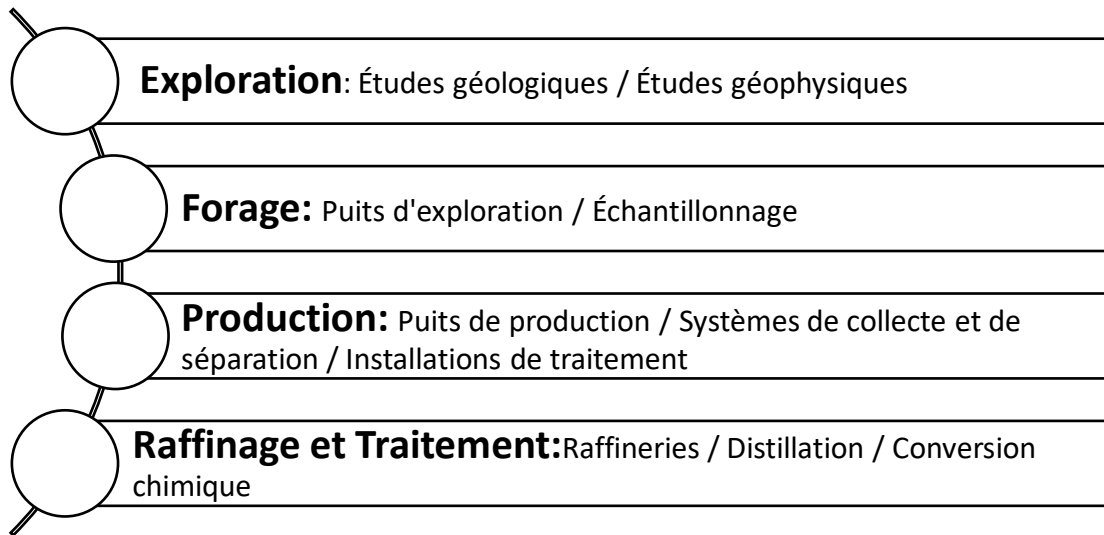 Exploration: Études géologiques / Études géophysiques
Forage: Puits d'exploration / Échantillonnage
Production: Puits de production / Systèmes de collecte et de
séparation / Installations de traitement
Raffinage et Traitement:Raffineries / Distillation / Conversion
chimique